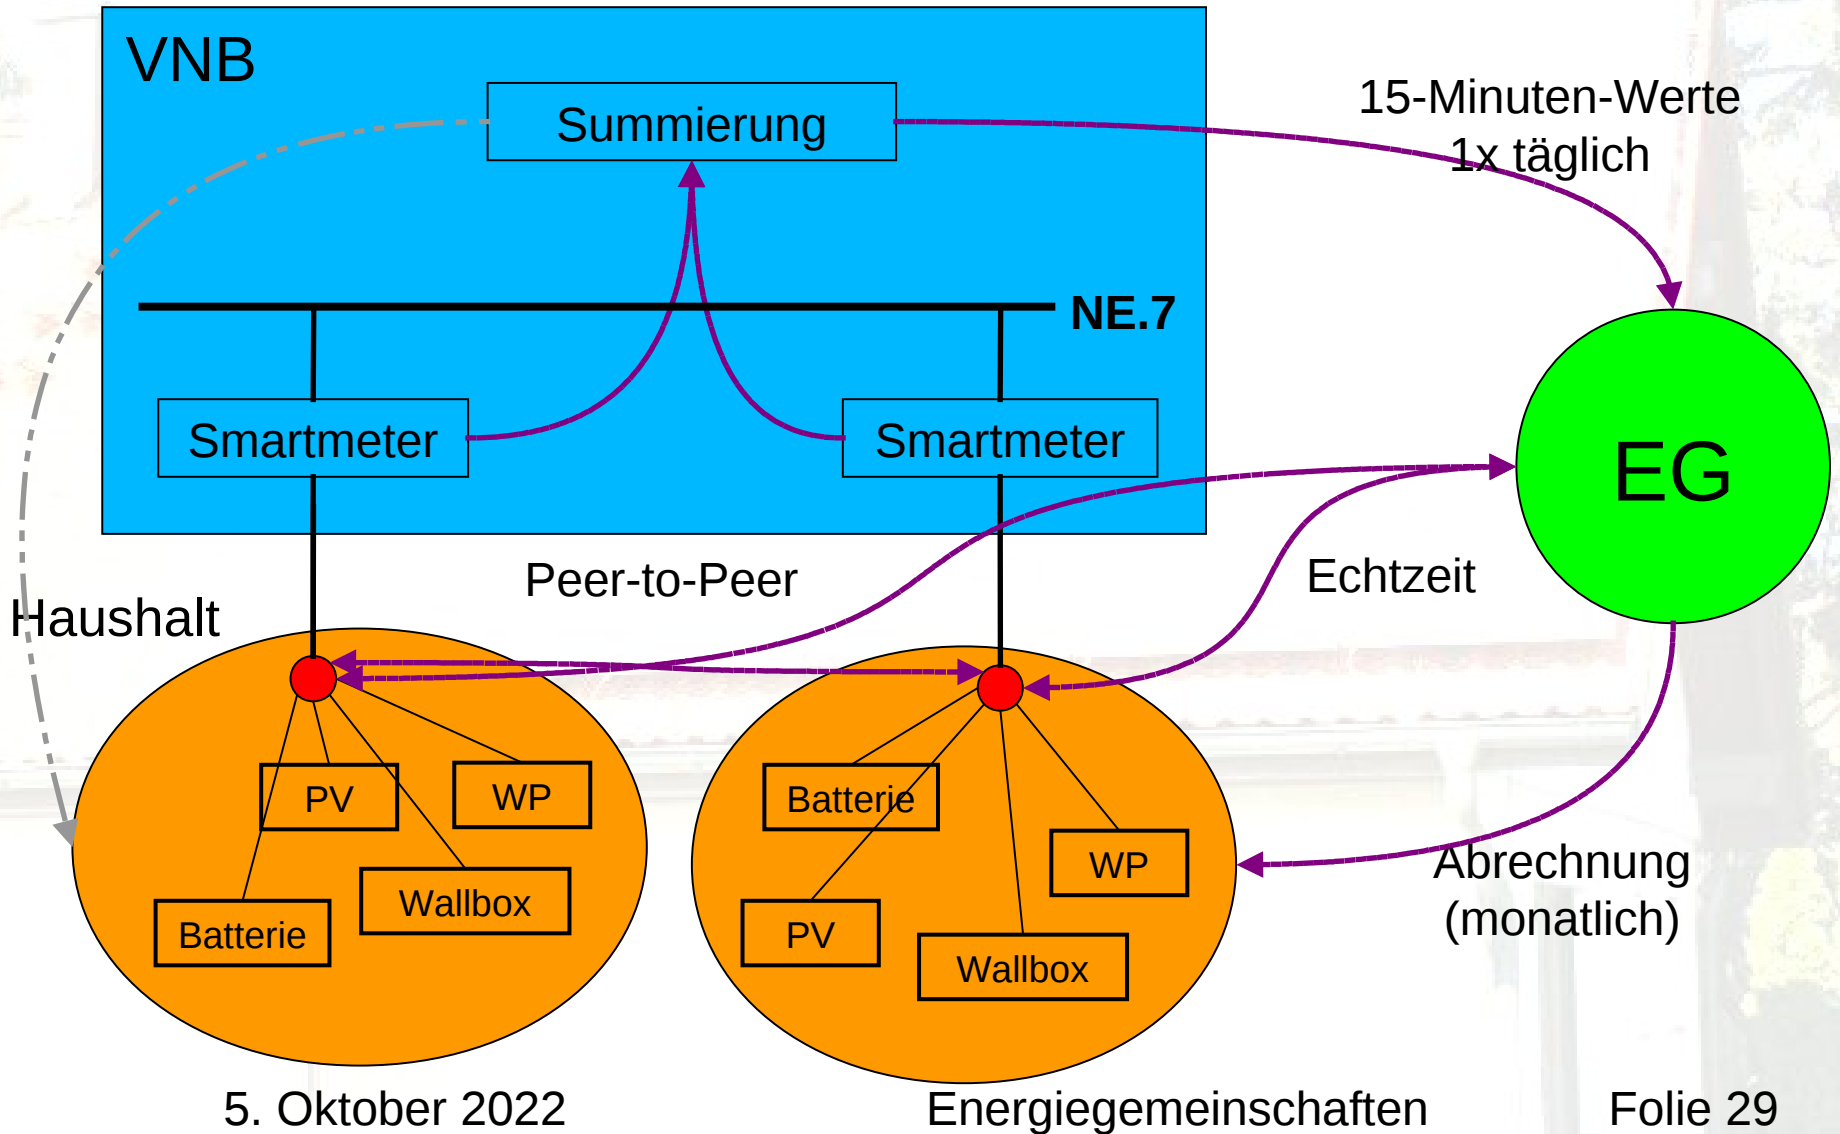 VNB
Summierung
15-Minuten-Werte
1x täglich
NE.7
Smartmeter
Smartmeter
EG
Peer-to-Peer
Echtzeit
Haushalt
PV
WP
Batterie
Wallbox
Batterie
WP
PV
Wallbox
Abrechnung
(monatlich)
5. Oktober 2022
Energiegemeinschaften
Folie 29